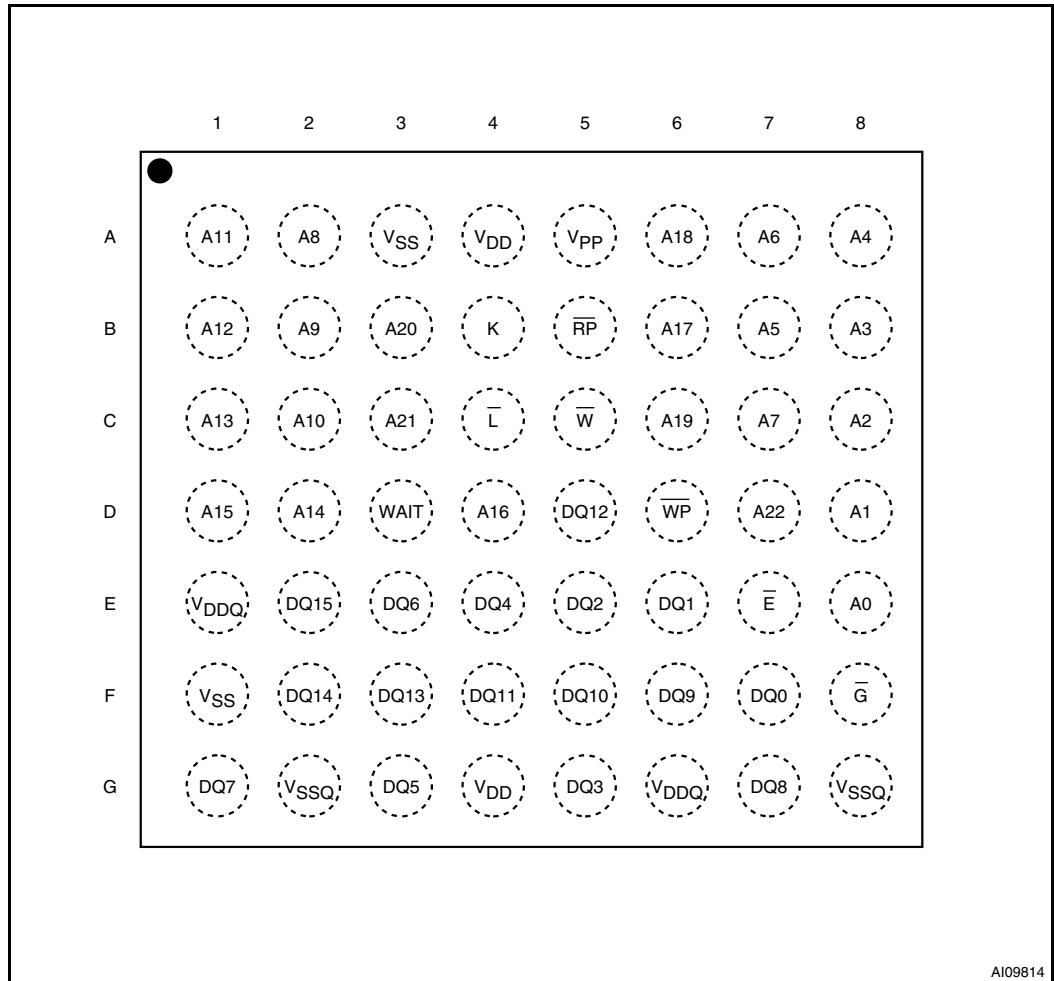 1 2 3 4 5 6 7 8
A A11 A8 VSS VDD VPP A18 A6 A4
B A12 A9 A20 K R̅P̅ A17 A5 A3
C A13 A10 A21 L̅ W̅ A19 A7 A2
D A15 A14 WAIT A16 DQ12 W̅P̅ A22 A1
E VDDQ DQ15 DQ6 DQ4 DQ2 DQ1 E̅ A0
F VSS DQ14 DQ13 DQ11 DQ10 DQ9 DQ0 G̅
G DQ7 VSSQ DQ5 VDD DQ3 VDDQ DQ8 VSSQ
AI09814